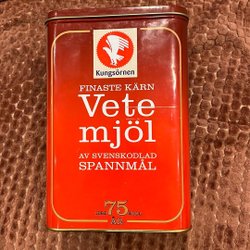 Kungsörnen
FINASTE KÄRN
Vete
mjöl
AV SVENSKODLAD
SPANNMÅL
75